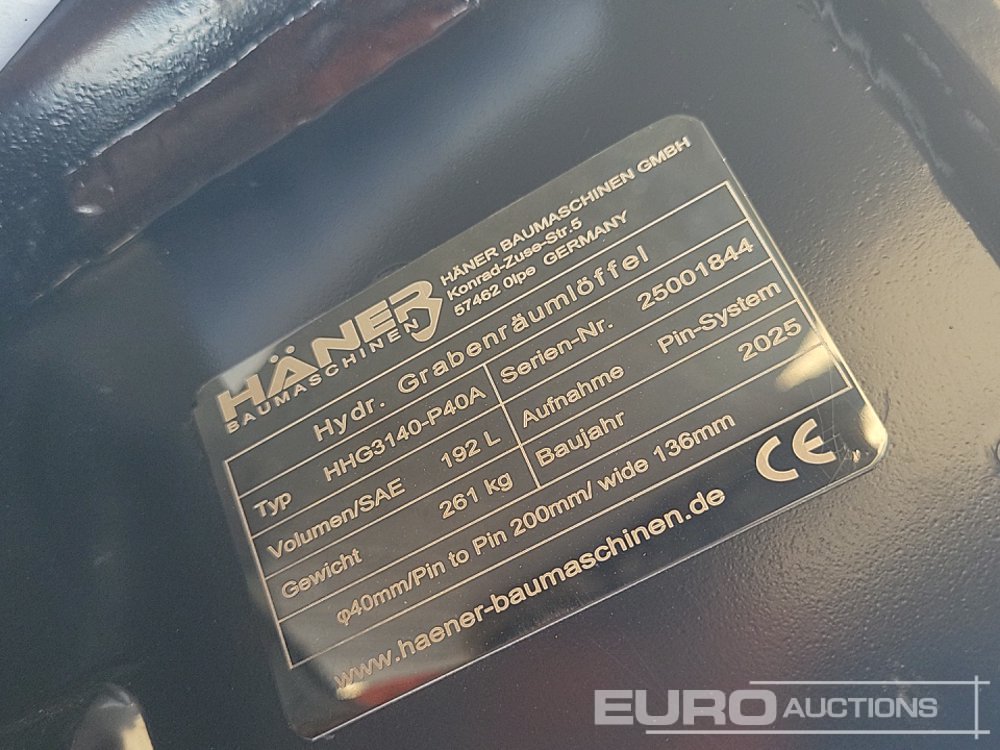 HÄNER
BAUMASCHINEN
HÄNER BAUMASCHINEN GMBH
Konrad-Zuse-Str.5
57462 Olpe GERMANY
Hydr. Grabenräumlöffel
Typ HHG3140-P40A Serien-Nr. 25001844
Volumen/SAE 192 L Aufnahme Pin-System
Gewicht 261 kg Baujahr 2025
φ40mm/Pin to Pin 200mm/ wide 136mm
www.haener-baumaschinen.de CE
EURO AUCTIONS